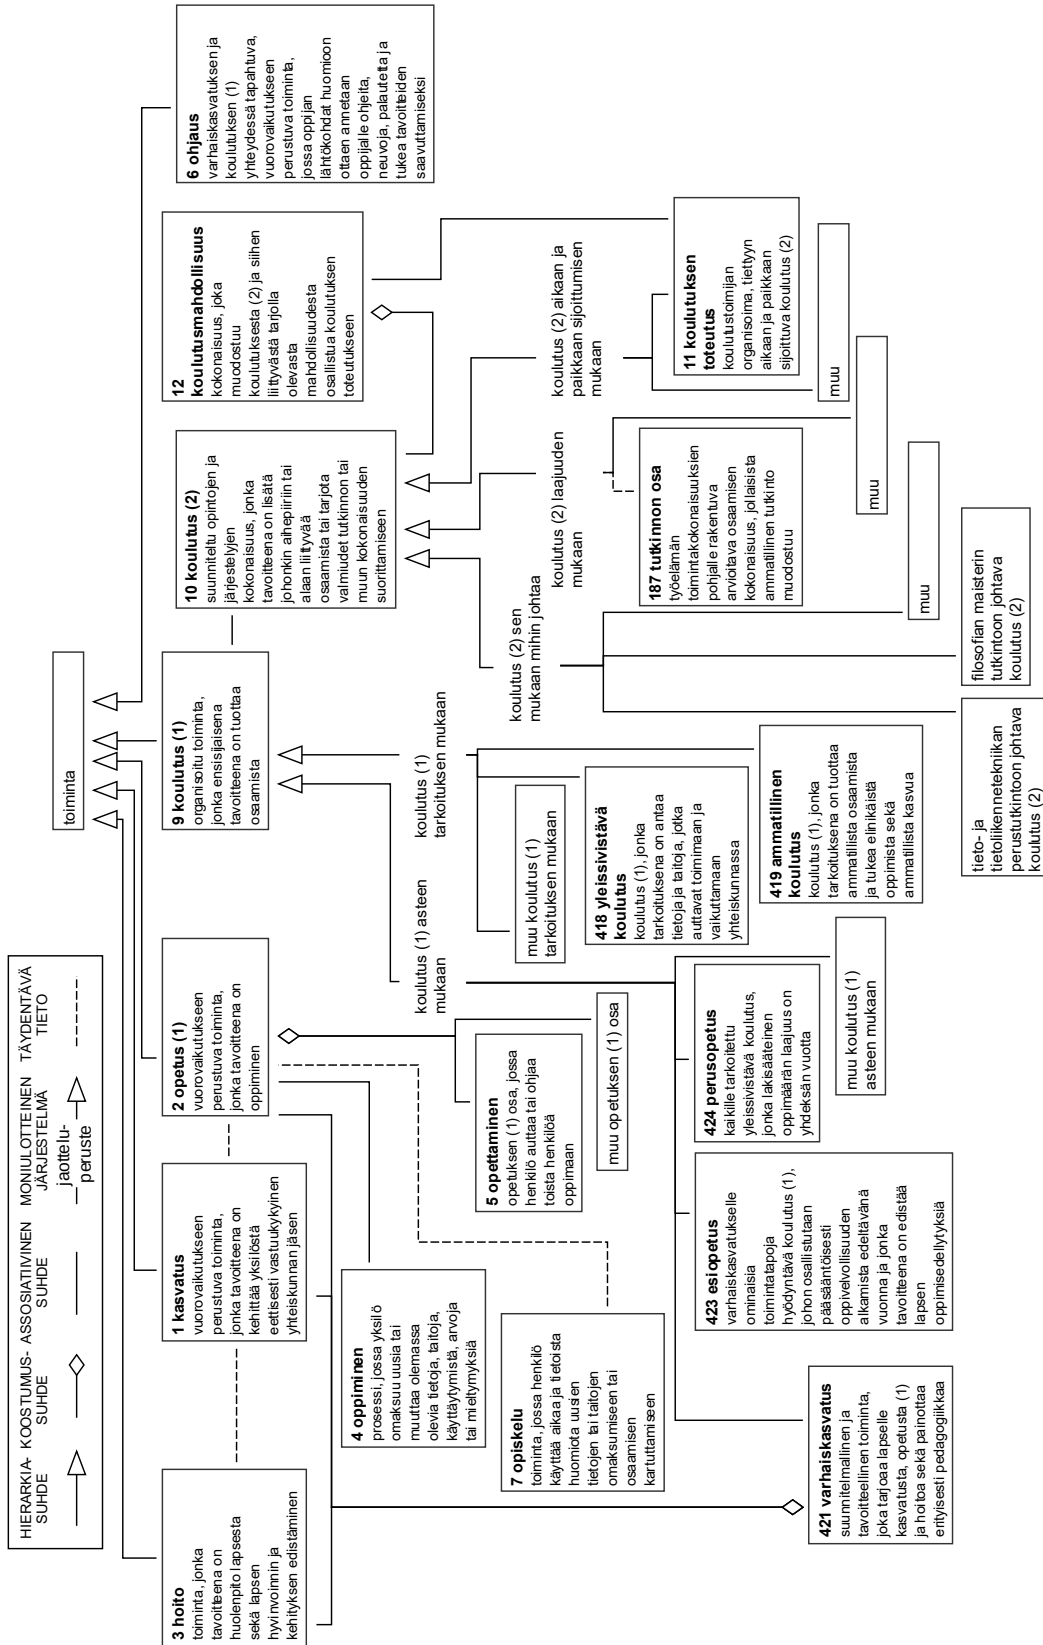 HIERARKIA-
SUHDE
KOOSTUMUS-
SUHDE
ASSOSIATIIVINEN
SUHDE
MONIULOTTEINEN
JÄRJESTELMÄ
jaottelu-
peruste
TÄYDENTÄVÄ
TIETO
toiminta
3 hoito
toiminta, jonka
tavoitteena on
huolenpito lapsesta
sekä lapsen
hyvinvoinnin ja
kehityksen edistäminen
1 kasvatus
vuorovaikutukseen
perustuva toiminta,
jonka tavoitteena on
kehittää yksilöstä
eettisesti vastuukykyinen
yhteiskunnan jäsen
2 opetus (1)
vuorovaikutukseen
perustuva toiminta,
jonka tavoitteena on
oppiminen
9 koulutus (1)
organisoitu toiminta,
jonka ensisijaisena
tavoitteena on tuottaa
osaamista
10 koulutus (2)
suunniteltu opintojen ja
järjestelyjen
kokonaisuus, jonka
tavoitteena on lisätä
johonkin aihepiiriin tai
alaan liittyvää
osaamista tai tarjota
valmiudet tutkinnon tai
muun kokonaisuuden
suorittamiseen
12
koulutusmahdollisuus
kokonaisuus, joka
muodostuu
koulutuksesta (2) ja siihen
liittyvästä tarjolla
olevasta
mahdollisuudesta
osallistua koulutuksen
toteutukseen
6 ohjaus
varhaiskasvatuksen ja
koulutuksen (1)
yhteydessä tapahtuva,
vuorovaikutukseen
perustuva toiminta,
jossa oppijan
lähtökohdat huomioon
ottaen annetaan
oppijalle ohjeita,
neuvoja, palautetta ja
tukea tavoitteiden
saavuttamiseksi
4 oppiminen
prosessi, jossa yksilö
omaksuu uusia tai
muuttaa olemassa
olevia tietoja, taitoja,
käyttäytymistä, arvoja
tai mieltymyksiä
7 opiskelu
toiminta, jossa henkilö
käyttää aikaa ja tietoista
huomiota uusien
tietojen tai taitojen
omaksumiseen tai
osaamisen
kartuttamiseen
5 opettaminen
opetuksen (1) osa, jossa
henkilö auttaa tai ohjaa
toista henkilöä
oppimaan
muu opetuksen (1) osa
koulutus (1) asteen
mukaan
koulutus (1)
tarkoituksen mukaan
koulutus (2) sen
mukaan mihin johtaa
koulutus (2) laajuuden
mukaan
koulutus (2) aikaan ja
paikkaan sijoittumisen
mukaan
muu koulutus (1)
tarkoituksen mukaan
418 yleissivistävä
koulutus
koulutus (1), jonka
tarkoituksena on antaa
tietoja ja taitoja, jotka
auttavat toimimaan ja
vaikuttamaan
yhteiskunnassa
419 ammatillinen
koulutus
koulutus (1), jonka
tarkoituksena on tuottaa
ammatillista osaamista
ja tukea elinikäistä
oppimista sekä
ammatillista kasvua
187 tutkinnon osa
työelämän
toimintakokonaisuuksien
pohjalle rakentuva
arvioitava osaamisen
kokonaisuus, jollaisista
ammatillinen tutkinto
muodostuu
11 koulutuksen
toteutus
koulutustoimijan
organisoima, tiettyyn
aikaan ja paikkaan
sijoittuva koulutus (2)
muu
muu
muu
421 varhaiskasvatus
suunnitelmallinen ja
tavoitteellinen toiminta,
joka tarjoaa lapselle
kasvatusta, opetusta (1)
ja hoitoa sekä painottaa
erityisesti pedagogiikkaa
423 esiopetus
varhaiskasvatukselle
ominaisia
toimintatapoja
hyödyntävä koulutus (1),
johon osallistutaan
pääsääntöisesti
oppivelvollisuuden
alkamista edeltävänä
vuonna ja jonka
tavoitteena on edistää
lapsen
oppimisedellytyksiä
424 perusopetus
kaikille tarkoitettu
yleissivistävä koulutus,
jonka lakisääteinen
oppimäärän laajuus on
yhdeksän vuotta
muu koulutus (1)
asteen mukaan
tieto- ja
tietoliikennetekniikan
perustutkintoon johtava
koulutus (2)
filosofian maisterin
tutkintoon johtava
koulutus (2)